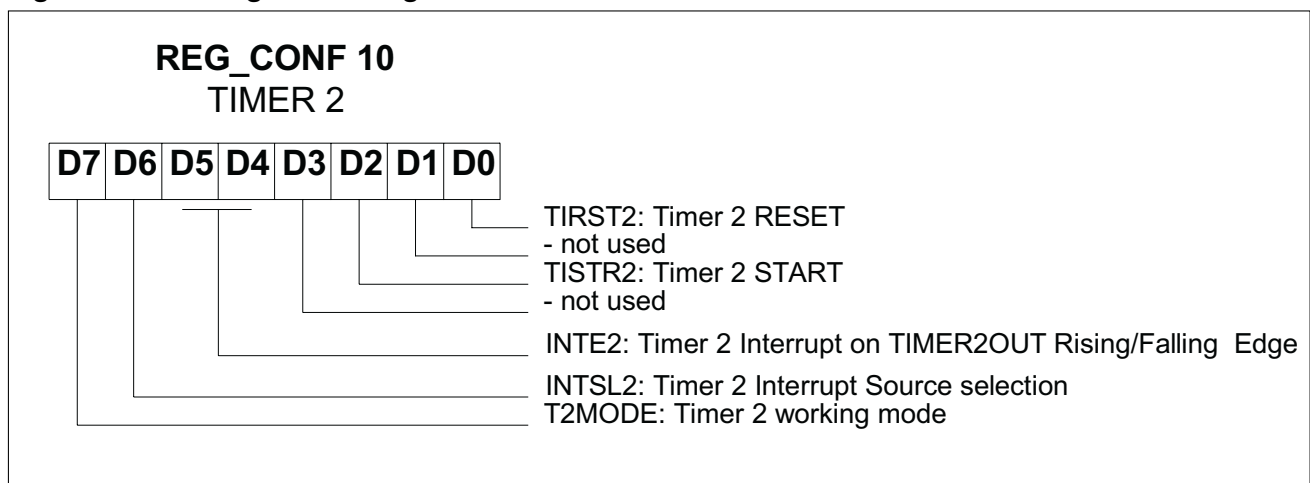 REG_CONF 10
TIMER 2
D7 D6 D5 D4 D3 D2 D1 D0
TIRST2: Timer 2 RESET
- not used
TISTR2: Timer 2 START
- not used
INTE2: Timer 2 Interrupt on TIMER2OUT Rising/Falling Edge
INTSL2: Timer 2 Interrupt Source selection
T2MODE: Timer 2 working mode